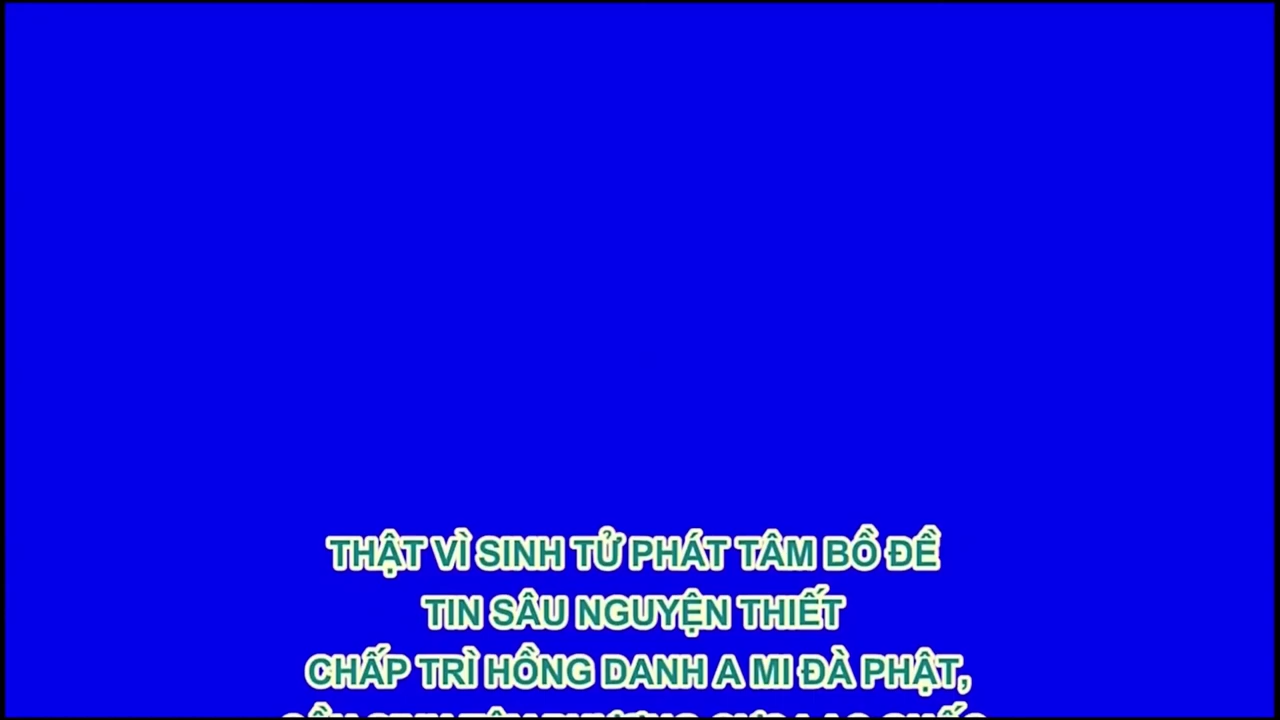 THẬT VÌ SINH TỬ PHÁT TÂM BỒ ĐỀ
TIN SÂU NGUYỆN THIẾT
CHẤP TRÌ HỒNG DANH A MI ĐÀ PHẬT,